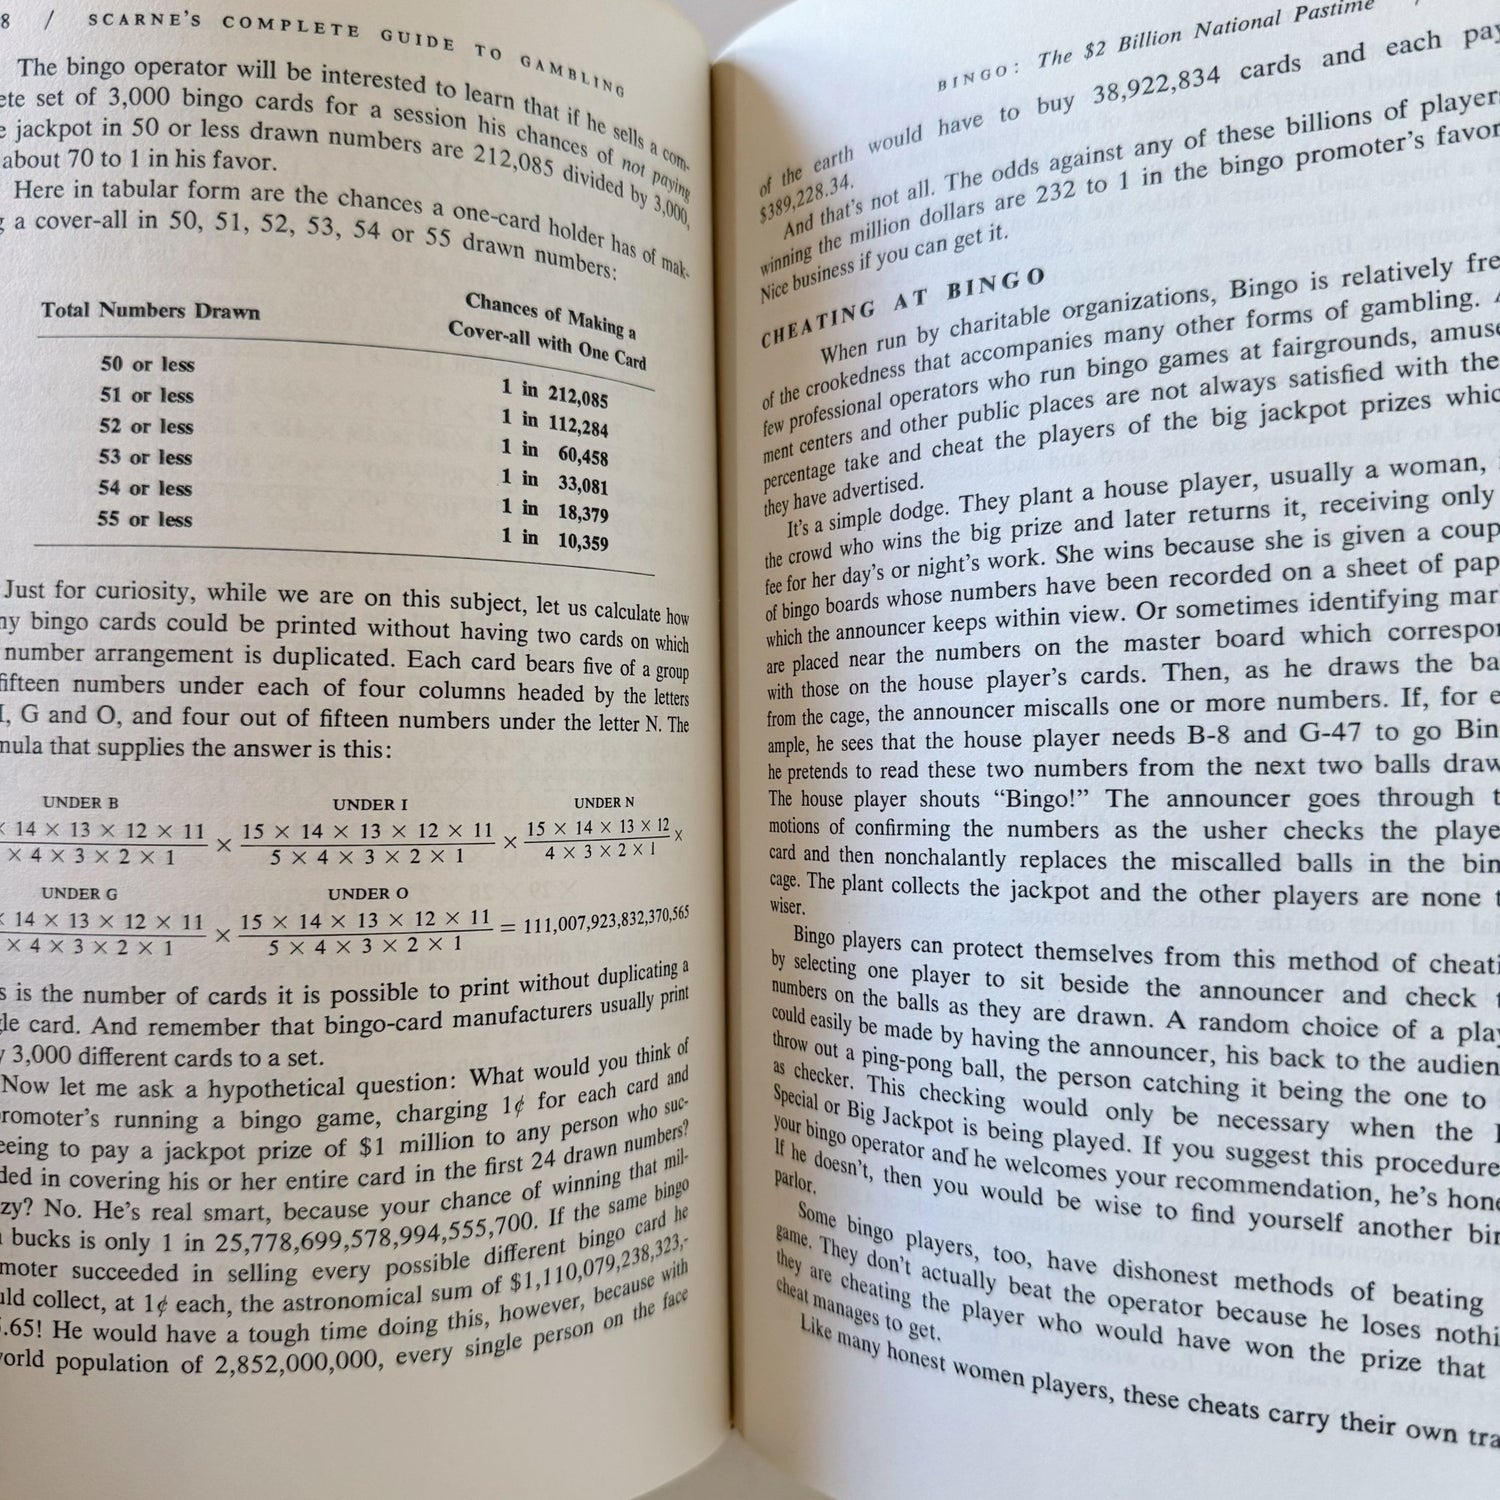 8 / SCARNE'S COMPLETE GUIDE TO GAMBLING
The bingo operator will be interested to learn that if he sells a com-
ete set of 3,000 bingo cards for a session his chances of not paying
e jackpot in 50 or less drawn numbers are 212,085 divided by 3,000,
about 70 to 1 in his favor.
Here in tabular form are the chances a one-card holder has of mak-
g a cover-all in 50, 51, 52, 53, 54 or 55 drawn numbers:
Total Numbers Drawn
Chances of Making a
Cover-all with One Card
50 or less 1 in 212,085
51 or less 1 in 112,284
52 or less 1 in 60,458
53 or less 1 in 33,081
54 or less 1 in 18,379
55 or less 1 in 10,359
Just for curiosity, while we are on this subject, let us calculate how
ny bingo cards could be printed without having two cards on which
number arrangement is duplicated. Each card bears five of a group
fifteen numbers under each of four columns headed by the letters
I, G and O, and four out of fifteen numbers under the letter N. The
mula that supplies the answer is this:
UNDER B UNDER I UNDER N
× 14 × 13 × 12 × 11 × 15 × 14 × 13 × 12 × 11 × 15 × 14 × 13 × 12 ×
× 4 × 3 × 2 × 1 5 × 4 × 3 × 2 × 1 4 × 3 × 2 × 1
UNDER G UNDER O
× 14 × 13 × 12 × 11 × 15 × 14 × 13 × 12 × 11 = 111,007,923,832,370,565
× 4 × 3 × 2 × 1 5 × 4 × 3 × 2 × 1
s is the number of cards it is possible to print without duplicating a
gle card. And remember that bingo-card manufacturers usually print
y 3,000 different cards to a set.
Now let me ask a hypothetical question: What would you think of
romoter's running a bingo game, charging 1¢ for each card and
eeing to pay a jackpot prize of $1 million to any person who suc-
ded in covering his or her entire card in the first 24 drawn numbers?
zy? No. He's real smart, because your chance of winning that mil-
n bucks is only 1 in 25,778,699,578,994,555,700. If the same bingo
moter succeeded in selling every possible different bingo card he
uld collect, at 1¢ each, the astronomical sum of $1,110,079,238,323,-
.65! He would have a tough time doing this, however, because with
orld population of 2,852,000,000, every single person on the face
BINGO: The $2 Billion National Pastime /
of the earth would have to buy 38,922,834 cards and each pay
$389,228.34.
And that's not all. The odds against any of these billions of players
winning the million dollars are 232 to 1 in the bingo promoter's favor
Nice business if you can get it.
CHEATING AT BINGO
When run by charitable organizations, Bingo is relatively fre
of the crookedness that accompanies many other forms of gambling. A
few professional operators who run bingo games at fairgrounds, amuse
ment centers and other public places are not always satisfied with the
percentage take and cheat the players of the big jackpot prizes whic
they have advertised.
It's a simple dodge. They plant a house player, usually a woman,
the crowd who wins the big prize and later returns it, receiving only
fee for her day's or night's work. She wins because she is given a coup
of bingo boards whose numbers have been recorded on a sheet of pap
which the announcer keeps within view. Or sometimes identifying mar
are placed near the numbers on the master board which correspon
with those on the house player's cards. Then, as he draws the ba
from the cage, the announcer miscalls one or more numbers. If, for e
ample, he sees that the house player needs B-8 and G-47 to go Bin
he pretends to read these two numbers from the next two balls draw
The house player shouts “Bingo!” The announcer goes through t
motions of confirming the numbers as the usher checks the playe
card and then nonchalantly replaces the miscalled balls in the bin
cage. The plant collects the jackpot and the other players are none t
wiser.
Bingo players can protect themselves from this method of cheati
by selecting one player to sit beside the announcer and check t
numbers on the balls as they are drawn. A random choice of a play
could easily be made by having the announcer, his back to the audien
throw out a ping-pong ball, the person catching it being the one to
as checker. This checking would only be necessary when the
Special or Big Jackpot is being played. If you suggest this procedure
your bingo operator and he welcomes your recommendation, he's hone
If he doesn't, then you would be wise to find yourself another bin
parlor.
Some bingo players, too, have dishonest methods of beating
game. They don't actually beat the operator because he loses nothi
they are cheating the player who would have won the prize that
cheat manages to get.
Like many honest women players, these cheats carry their own tra